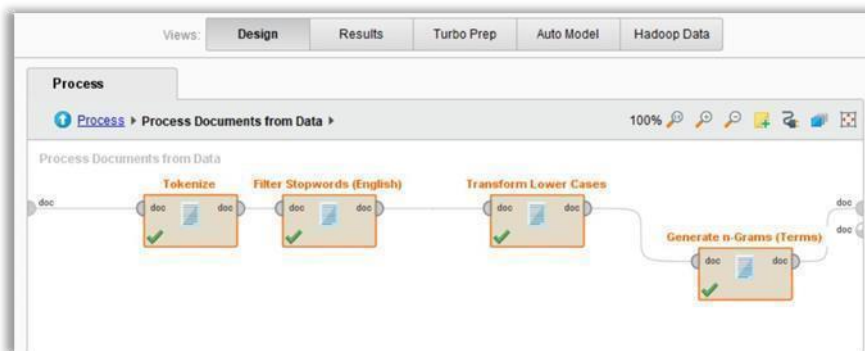 Views: Design Results Turbo Prep Auto Model Hadoop Data
Process
Process ▸ Process Documents from Data ▸ 100%
Process Documents from Data
Tokenize Filter Stopwords (English) Transform Lower Cases
doc doc doc doc doc doc doc doc
doc
Generate n-Grams (Terms)
doc doc